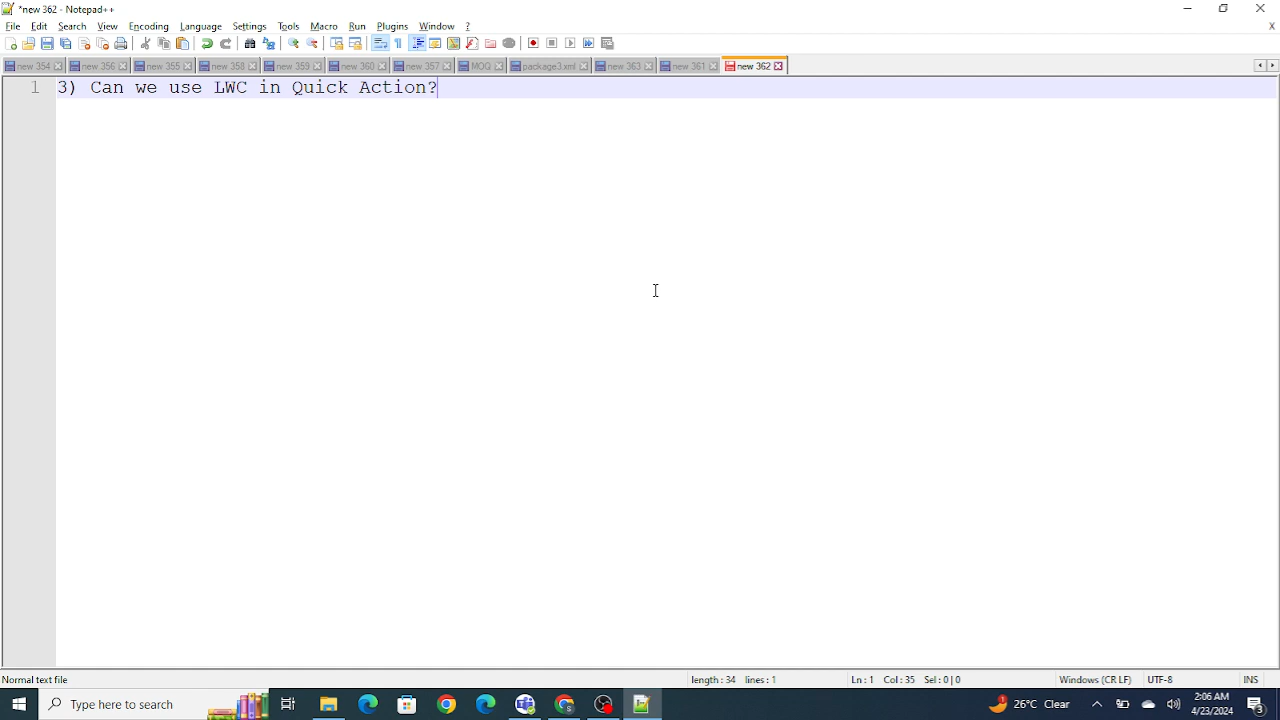 *new 362 - Notepad++
File Edit Search View Encoding Language Settings Tools Macro Run Plugins Window ?
new 354 new 356 new 355 new 358 new 359 new 360 new 357 MOQ package3.xml new 363 new 361 new 362
1 3) Can we use LWC in Quick Action?
Normal text file length : 34 lines : 1 Ln : 1 Col : 35 Sel : 0 | 0 Windows (CR LF) UTF-8 INS
Type here to search 26°C Clear 2:06 AM
4/23/2024 3